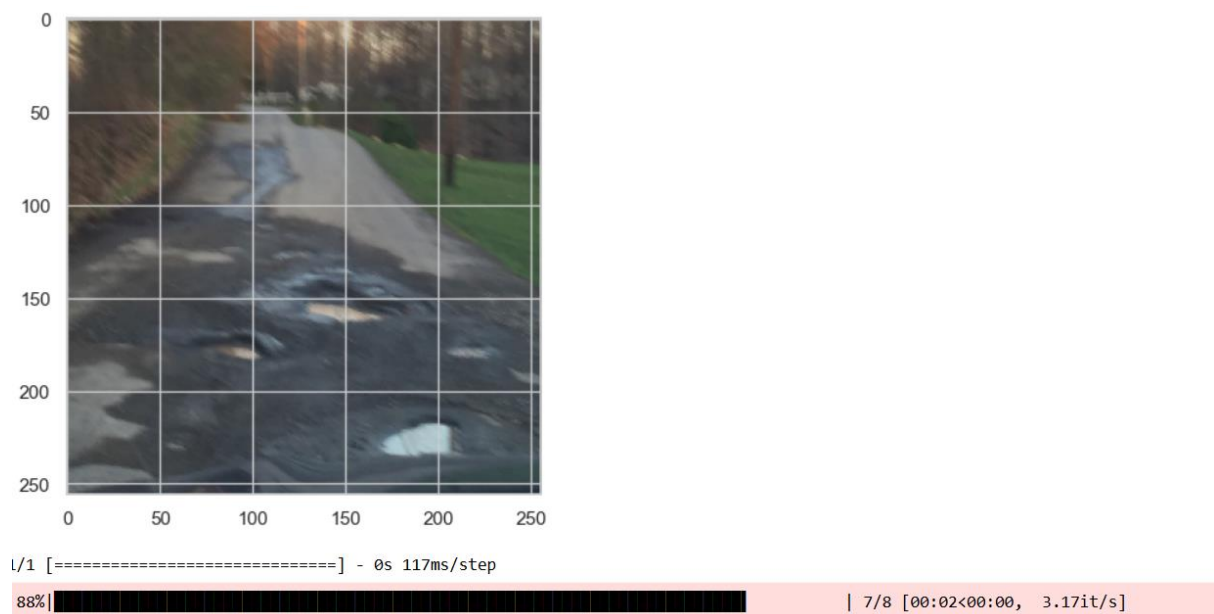 0
50
100
150
200
250
0 50 100 150 200 250
1/1 [==============================] - 0s 117ms/step
88%| | 7/8 [00:02<00:00, 3.17it/s]